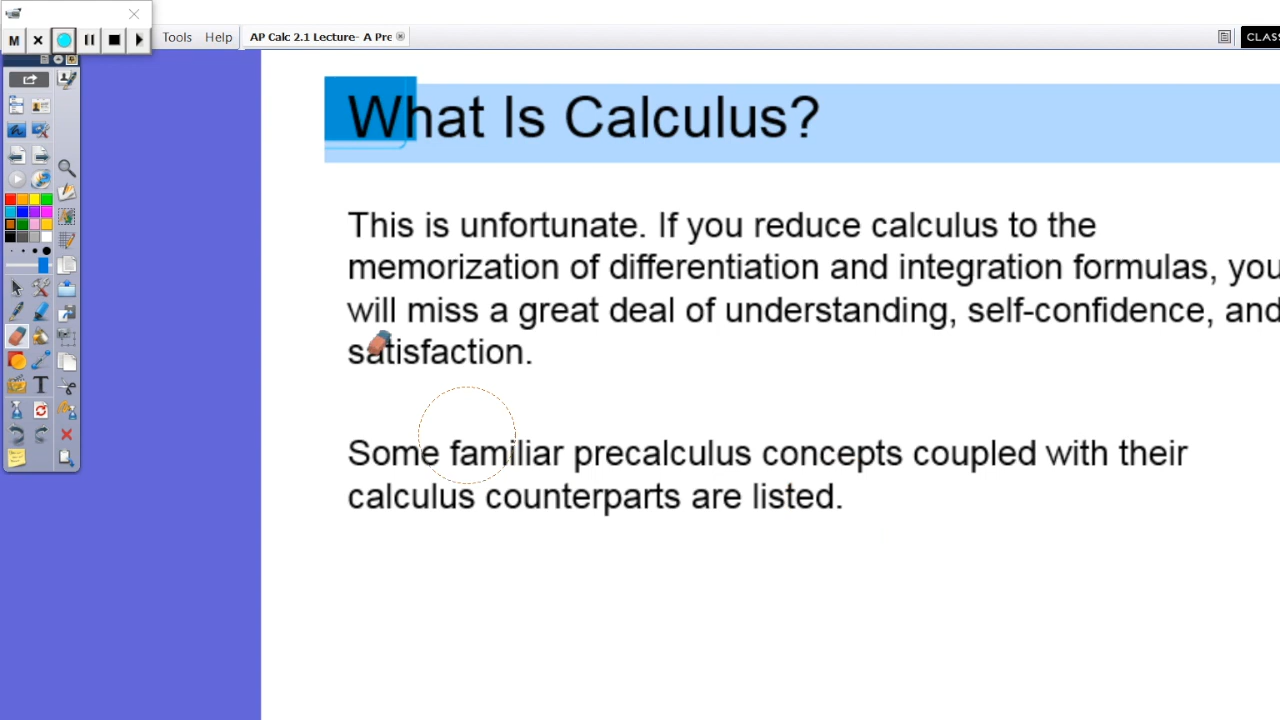 M
Tools Help AP Calc 2.1 Lecture- A Pre
CLASS
What Is Calculus?
This is unfortunate. If you reduce calculus to the
memorization of differentiation and integration formulas, you
will miss a great deal of understanding, self-confidence, and
satisfaction.
Some familiar precalculus concepts coupled with their
calculus counterparts are listed.
T